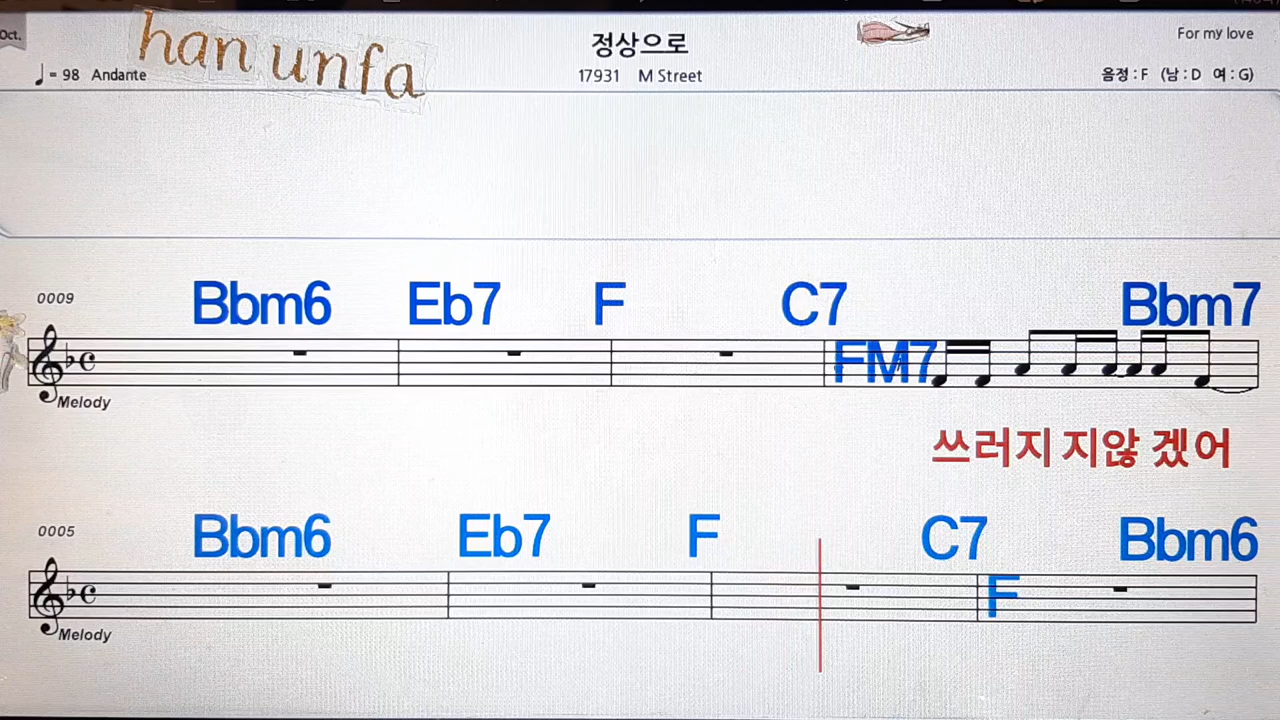 Oct.
han unfa
정상으로
For my love
♩= 98 Andante
17931 M Street
음정 : F (남 : D 여 : G)
0009
Bbm6 Eb7 F C7 Bbm7
FM7
Melody
쓰러지 지않 겠어
0005
Bbm6 Eb7 F C7 Bbm6
F
Melody